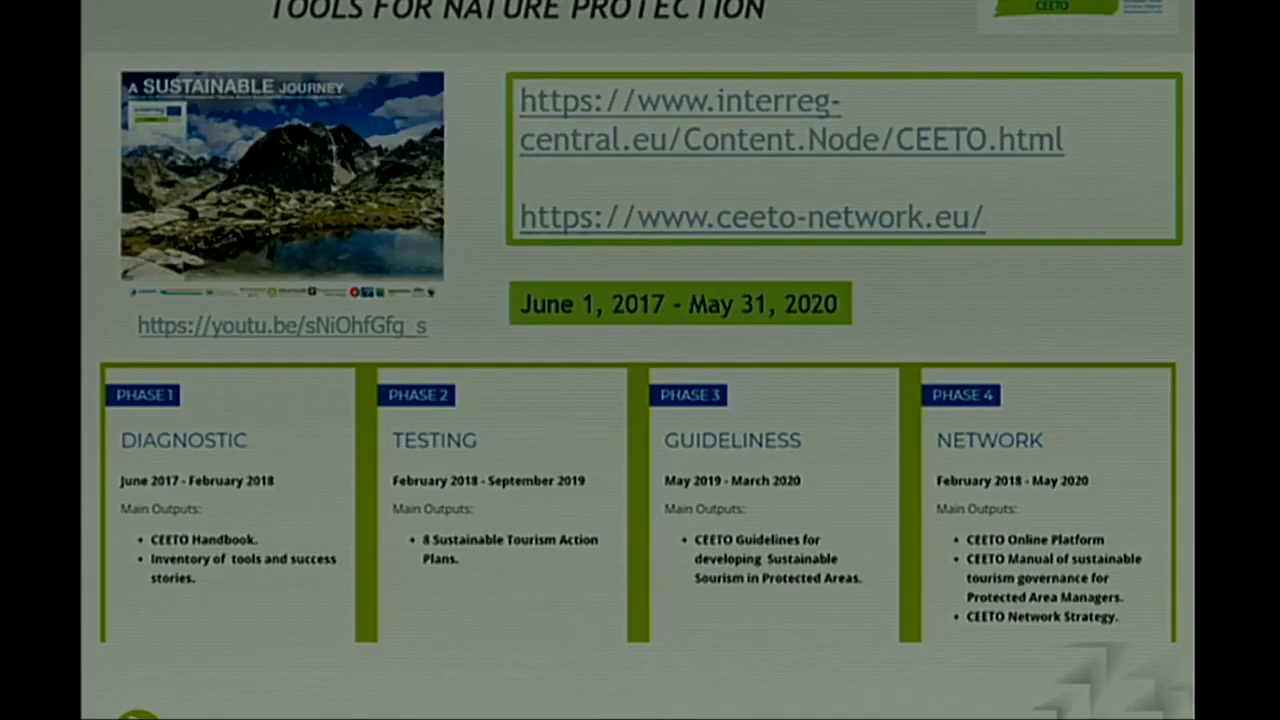 TOOLS FOR NATURE PROTECTION
CEETO
A SUSTAINABLE JOURNEY
https://www.interreg-
central.eu/Content.Node/CEETO.html
https://www.ceeto-network.eu/
June 1, 2017 - May 31, 2020
https://youtu.be/sNiOhfGfq_s
PHASE 1
DIAGNOSTIC
June 2017 - February 2018
Main Outputs:
• CEETO Handbook.
• Inventory of tools and success
stories.
PHASE 2
TESTING
February 2018 - September 2019
Main Outputs:
• 8 Sustainable Tourism Action
Plans.
PHASE 3
GUIDELINESS
May 2019 - March 2020
Main Outputs:
• CEETO Guidelines for
developing Sustainable
Sourism in Protected Areas.
PHASE 4
NETWORK
February 2018 - May 2020
Main Outputs:
• CEETO Online Platform
• CEETO Manual of sustainable
tourism governance for
Protected Area Managers.
• CEETO Network Strategy.